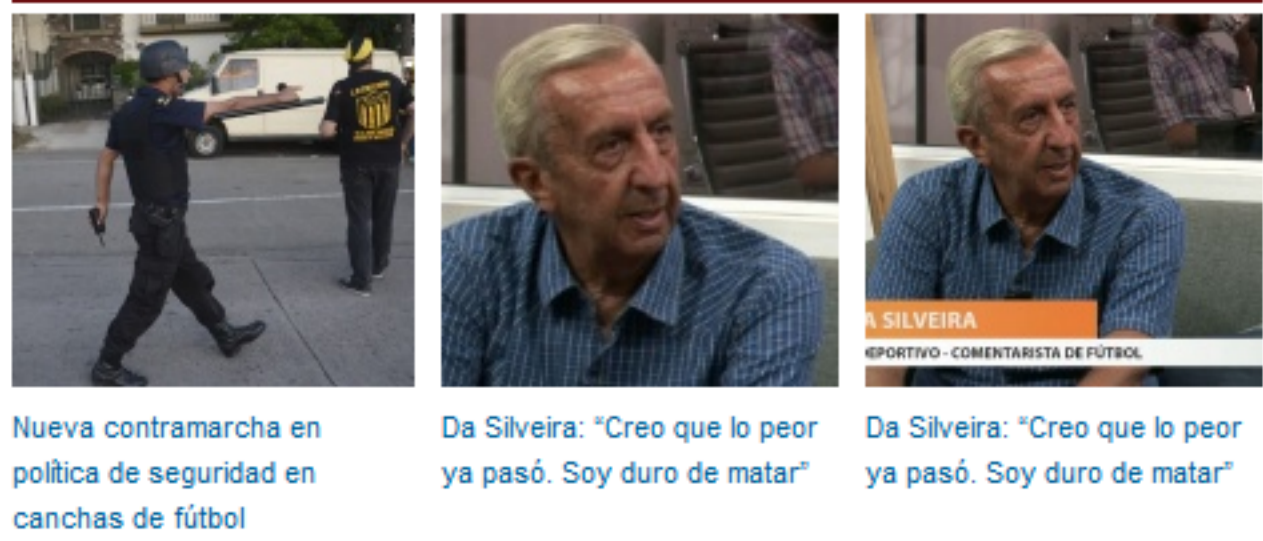 A SILVEIRA
EPORTIVO - COMENTARISTA DE FÚTBOL
Nueva contramarcha en
política de seguridad en
canchas de fútbol
Da Silveira: “Creo que lo peor
ya pasó. Soy duro de matar”
Da Silveira: “Creo que lo peor
ya pasó. Soy duro de matar”